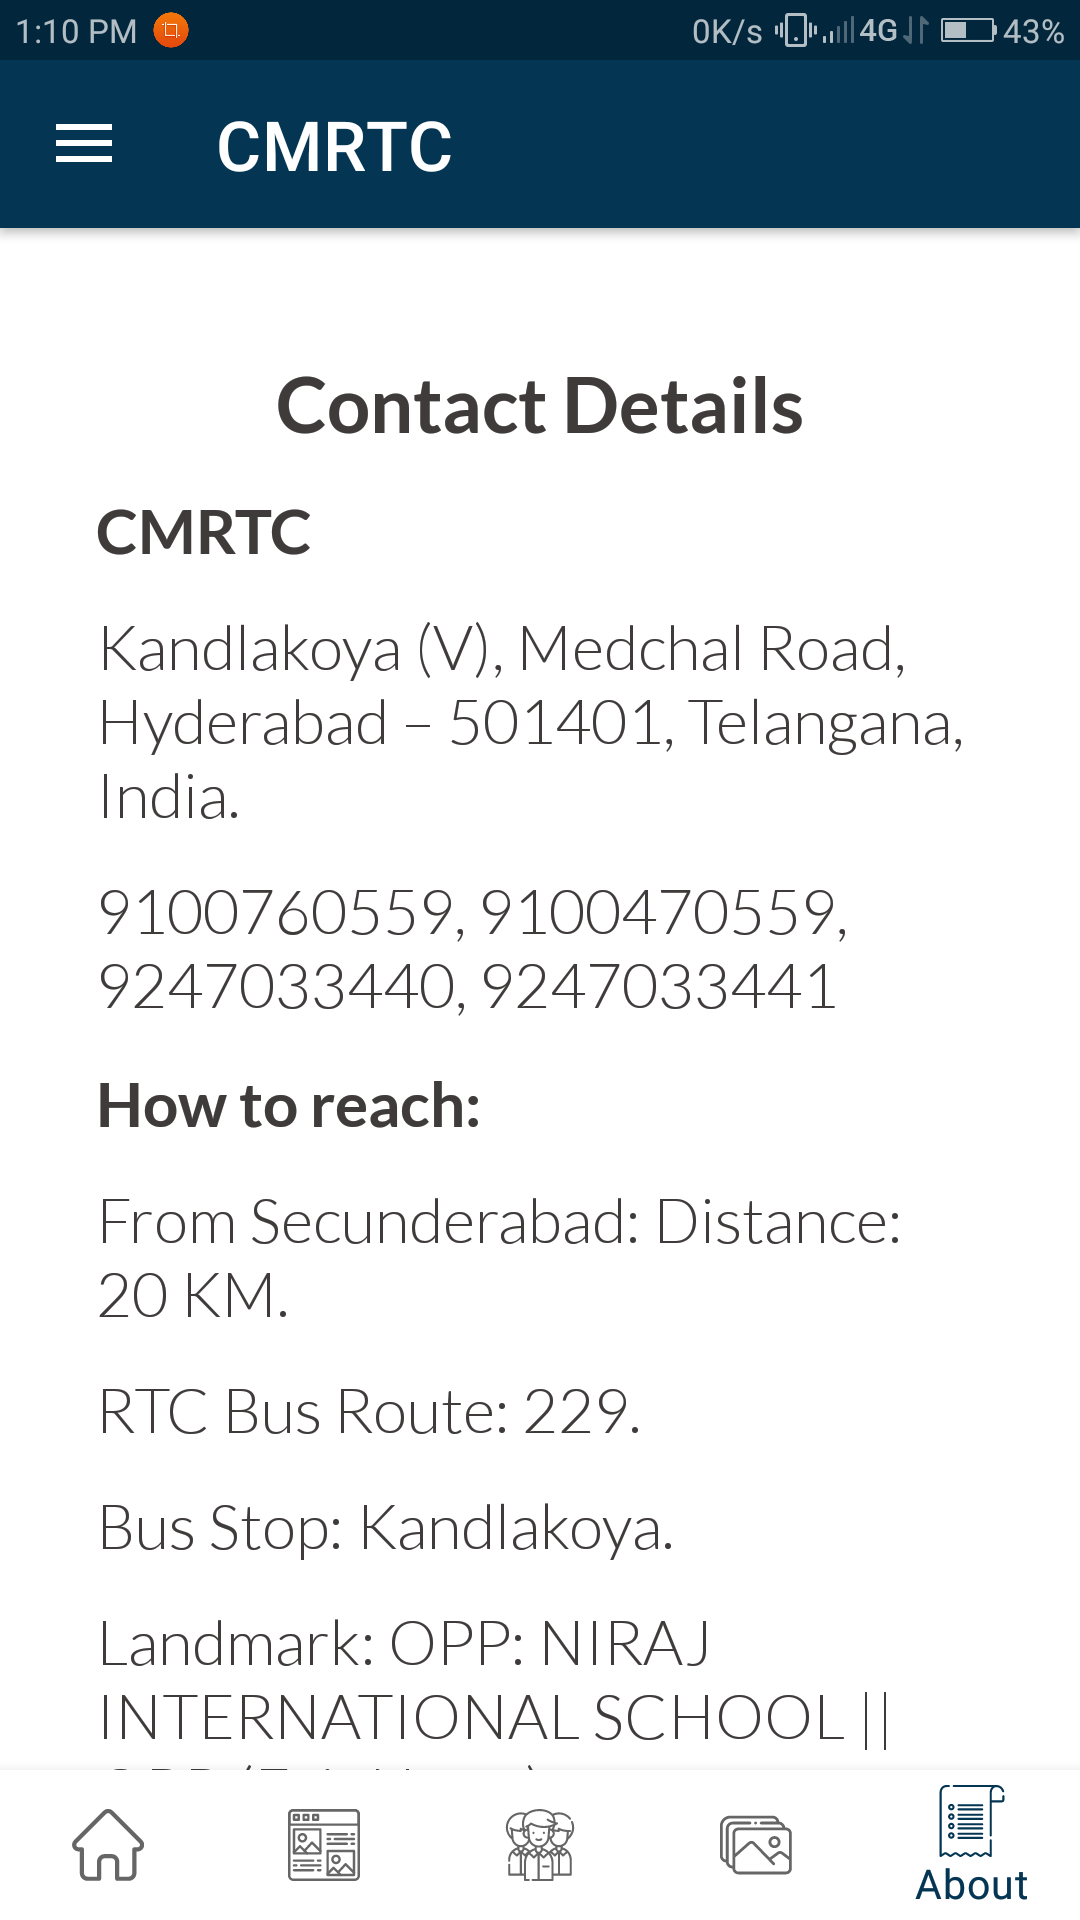 1:10 PM 0K/s 4G 43%
CMRTC
Contact Details
CMRTC
Kandlakoya (V), Medchal Road,
Hyderabad – 501401, Telangana,
India.
9100760559, 9100470559,
9247033440, 9247033441
How to reach:
From Secunderabad: Distance:
20 KM.
RTC Bus Route: 229.
Bus Stop: Kandlakoya.
Landmark: OPP: NIRAJ
INTERNATIONAL SCHOOL ||
About